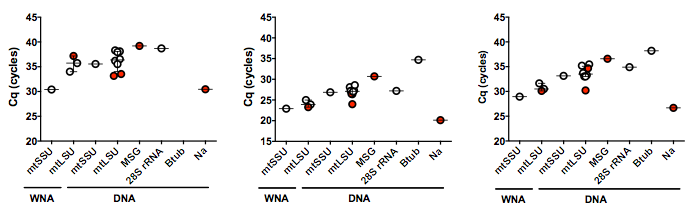 Cq (cycles)
45
40
35
30
25
20
mtSSU
mtLSU
mtSSU
mtLSU
MSG
28S rRNA
Btub
Na
WNA
DNA
Cq (cycles)
45
40
35
30
25
20
15
mtSSU
mtLSU
mtSSU
mtLSU
MSG
28S rRNA
Btub
Na
WNA
DNA
Cq (cycles)
45
40
35
30
25
20
mtSSU
mtLSU
mtSSU
mtLSU
MSG
28S rRNA
Btub
Na
WNA
DNA